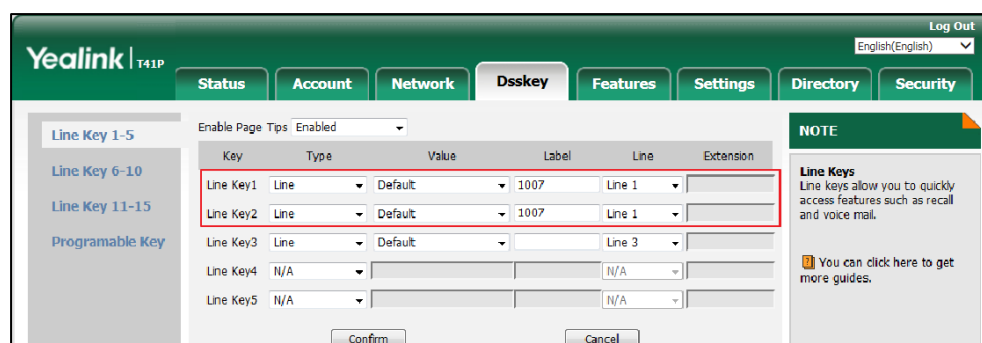 Log Out
English(English)
Yealink T41P
Status Account Network Dsskey Features Settings Directory Security
Line Key 1-5
Line Key 6-10
Line Key 11-15
Programable Key
Enable Page Tips Enabled
Key Type Value Label Line Extension
Line Key1 Line Default 1007 Line 1
Line Key2 Line Default 1007 Line 1
Line Key3 Line Default Line 3
Line Key4 N/A N/A
Line Key5 N/A N/A
Confirm Cancel
NOTE
Line Keys
Line keys allow you to quickly
access features such as recall
and voice mail.
You can click here to get
more guides.